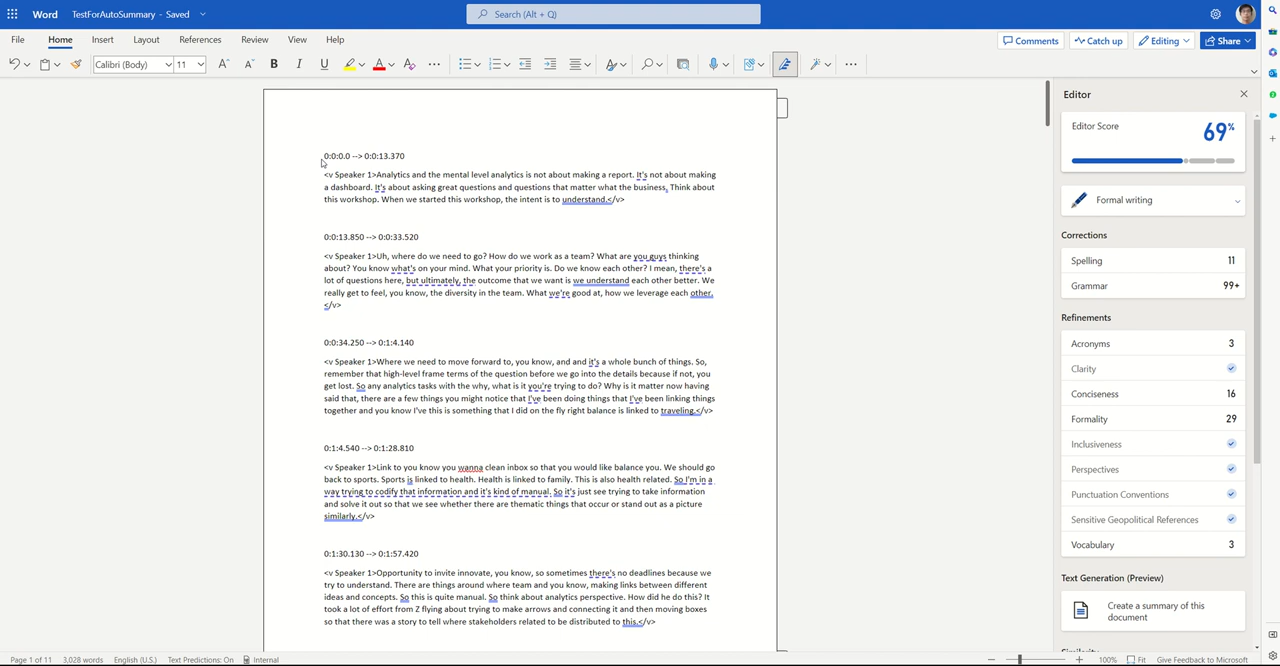 Word TestForAutoSummary - Saved Search (Alt + Q)
File Home Insert Layout References Review View Help Comments Catch up Editing Share
Calibri (Body) 11 A A B I U A A
Editor
Editor Score 69%
Formal writing
Corrections
Spelling 11
Grammar 99+
Refinements
Acronyms 3
Clarity
Conciseness 16
Formality 29
Inclusiveness
Perspectives
Punctuation Conventions
Sensitive Geopolitical References
Vocabulary 3
Text Generation (Preview)
Create a summary of this
document
0:0:0.0 --> 0:0:13.370
<v Speaker 1>Analytics and the mental level analytics is not about making a report. It's not about making
a dashboard. It's about asking great questions and questions that matter what the business, Think about
this workshop. When we started this workshop, the intent is to understand.</v>
0:0:13.850 --> 0:0:33.520
<v Speaker 1>Uh, where do we need to go? How do we work as a team? What are you guys thinking
about? You know what's on your mind. What your priority is. Do we know each other? I mean, there's a
lot of questions here, but ultimately, the outcome that we want is we understand each other better. We
really get to feel, you know, the diversity in the team. What we're good at, how we leverage each other.
</v>
0:0:34.250 --> 0:1:4.140
<v Speaker 1>Where we need to move forward to, you know, and and it's a whole bunch of things. So,
remember that high-level frame terms of the question before we go into the details because if not, you
get lost. So any analytics tasks with the why, what is it you're trying to do? Why is it matter now having
said that, there are a few things you might notice that I've been doing things that I've been linking things
together and you know I've this is something that I did on the fly right balance is linked to traveling.</v>
0:1:4.540 --> 0:1:28.810
<v Speaker 1>Link to you know you wanna clean inbox so that you would like balance you. We should go
back to sports. Sports is linked to health. Health is linked to family. This is also health related. So I'm in a
way trying to codify that information and it's kind of manual. So it's just see trying to take information
and solve it out so that we see whether there are thematic things that occur or stand out as a picture
similarly.</v>
0:1:30.130 --> 0:1:57.420
<v Speaker 1>Opportunity to invite innovate, you know, so sometimes there's no deadlines because we
try to understand. There are things around where team and you know, making links between different
ideas and concepts. So this is quite manual. So think about analytics perspective. How did he do this? It
took a lot of effort from Z flying about trying to make arrows and connecting it and then moving boxes
so that there was a story to tell where stakeholders related to be distributed to this.</v>
Page 1 of 11 3,028 words English (U.S.) Text Predictions: On Internal 100% Fit Give Feedback to Microsoft